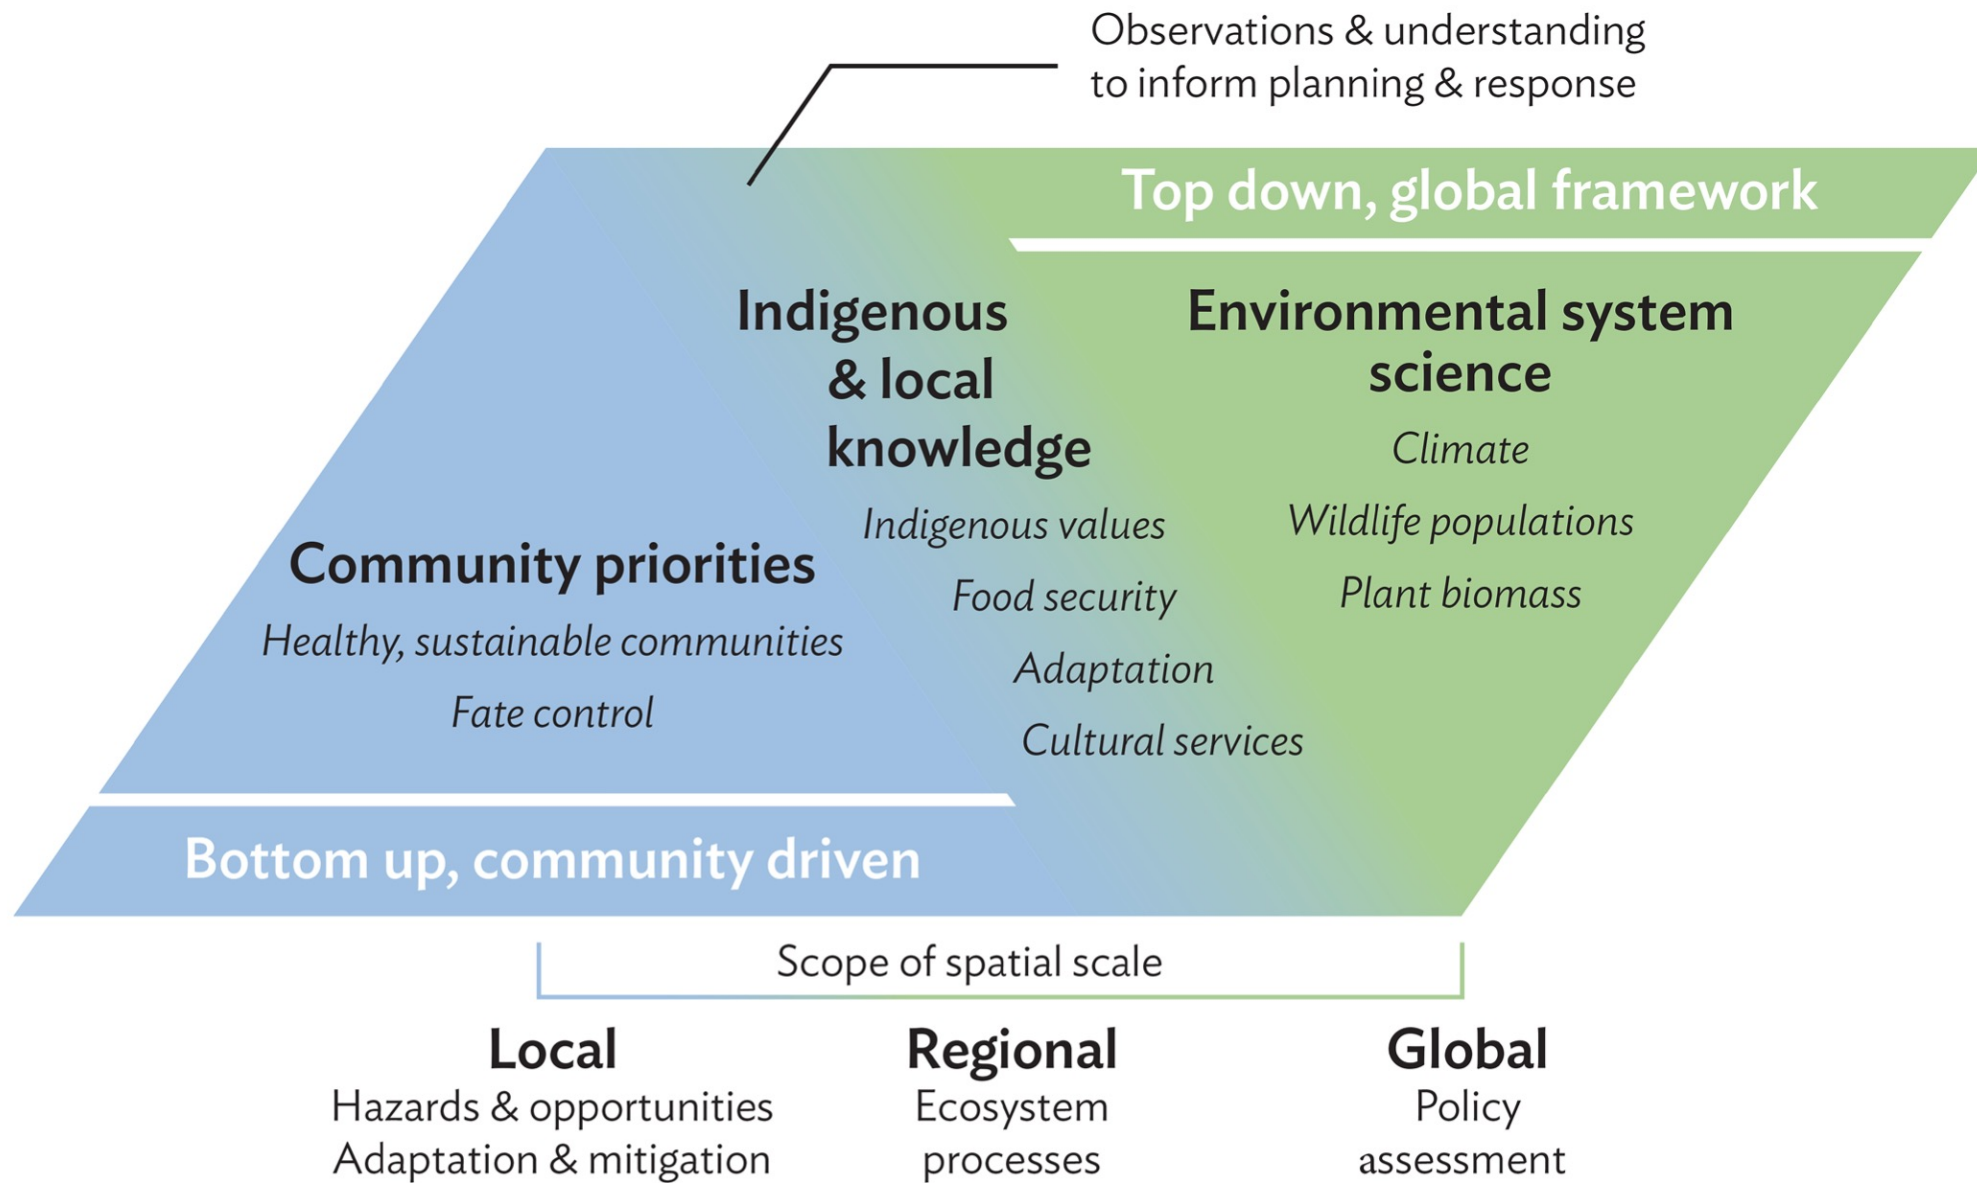 Observations & understanding
to inform planning & response
Top down, global framework
Indigenous
& local
knowledge
Indigenous values
Food security
Adaptation
Cultural services
Environmental system
science
Climate
Wildlife populations
Plant biomass
Community priorities
Healthy, sustainable communities
Fate control
Bottom up, community driven
Scope of spatial scale
Local
Hazards & opportunities
Adaptation & mitigation
Regional
Ecosystem
processes
Global
Policy
assessment